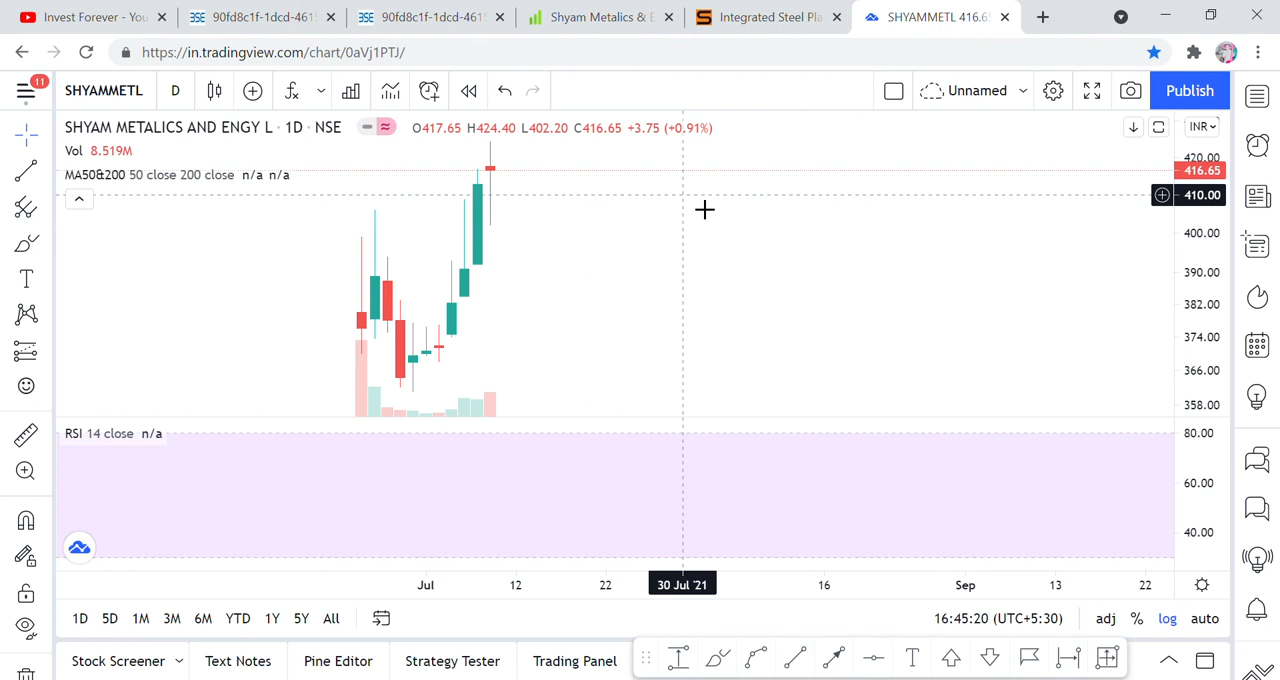 Invest Forever - You
90fd8c1f-1dcd-4615
90fd8c1f-1dcd-4615
Shyam Metalics & E
Integrated Steel Pla
SHYAMMETL 416.65
https://in.tradingview.com/chart/0aVj1PTJ/
11
SHYAMMETL
D
Unnamed
Publish
SHYAM METALICS AND ENGY L · 1D · NSE
O417.65 H424.40 L402.20 C416.65 +3.75 (+0.91%)
INR
Vol 8.519M
MA50&200 50 close 200 close n/a n/a
420.00
416.65
410.00
400.00
390.00
382.00
374.00
366.00
358.00
RSI 14 close n/a
80.00
60.00
40.00
Jul
12
22
30 Jul '21
16
Sep
13
22
1D 5D 1M 3M 6M YTD 1Y 5Y All
16:45:20 (UTC+5:30)
adj % log auto
Stock Screener
Text Notes
Pine Editor
Strategy Tester
Trading Panel